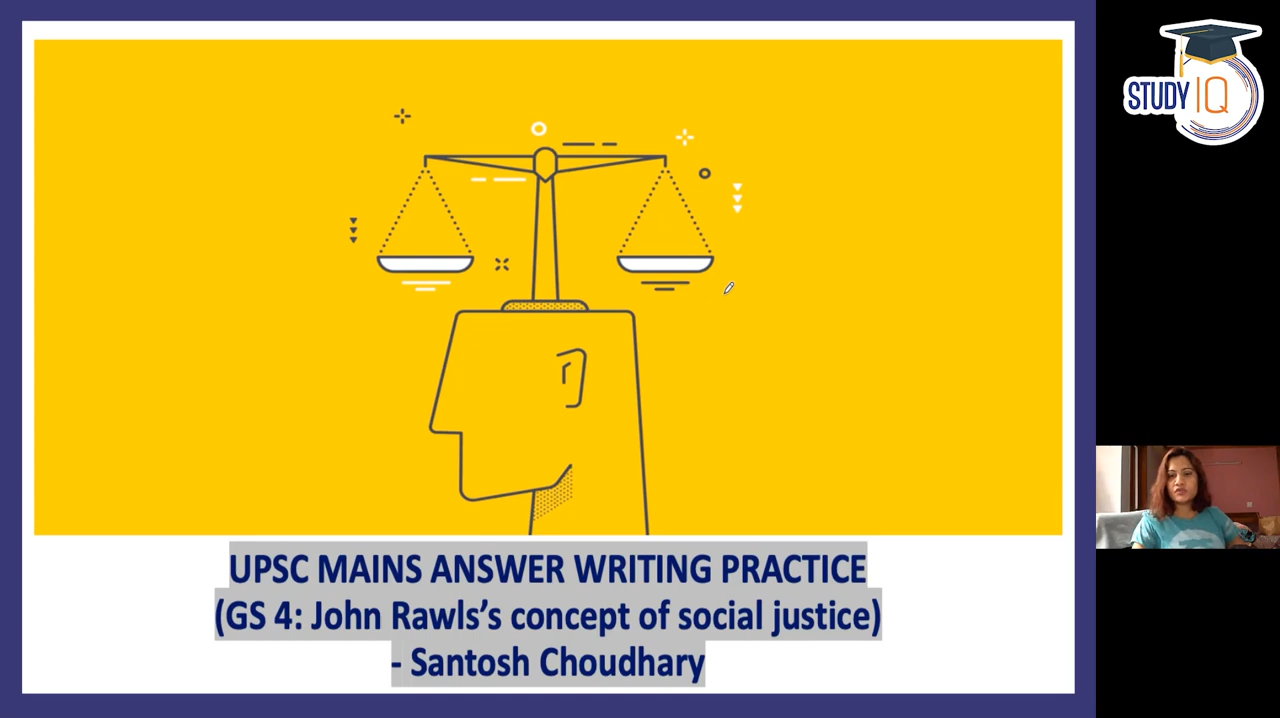 STUDY IQ
UPSC MAINS ANSWER WRITING PRACTICE
(GS 4: John Rawls’s concept of social justice)
- Santosh Choudhary